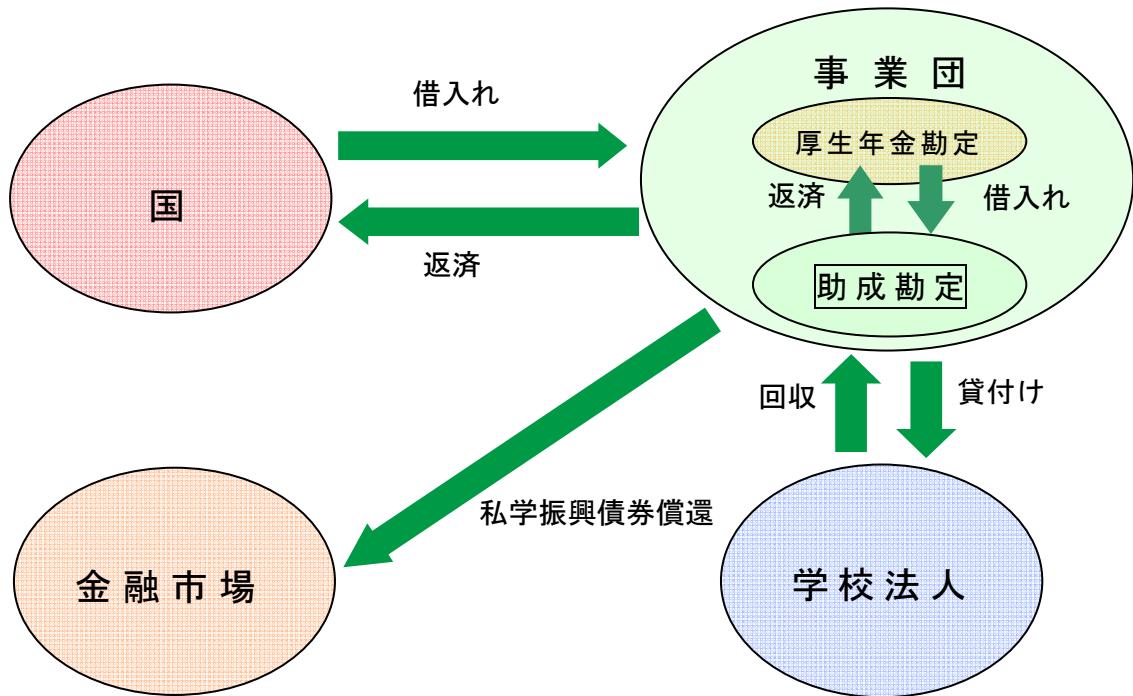 事業団
借入れ
厚生年金勘定
国
返済
借入れ
返済
助成勘定
回収
貸付け
私学振興債券償還
金融市場
学校法人